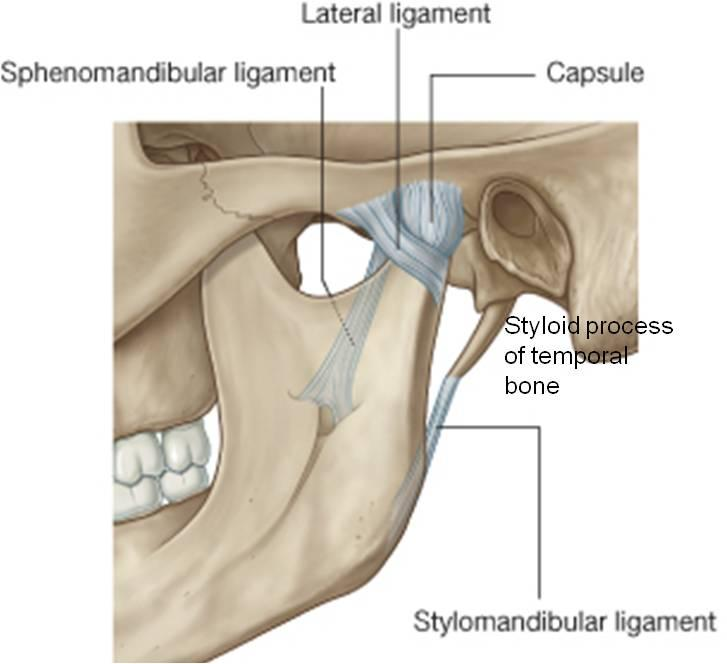 Lateral ligament
Sphenomandibular ligament
Capsule
Styloid process
of temporal
bone
Stylomandibular ligament